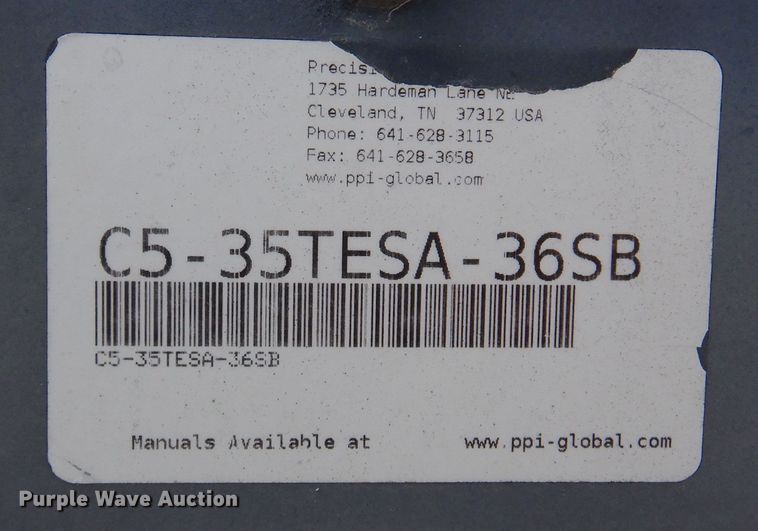 1735 Hardeman Lane NE
Cleveland, TN 37312 USA
Phone: 641-628-3115
Fax: 641-628-3658
www.ppi-global.com
C5-35TESA-36SB
C5-35TESA-36SB
Manuals Available at www.ppi-global.com
Purple Wave Auction